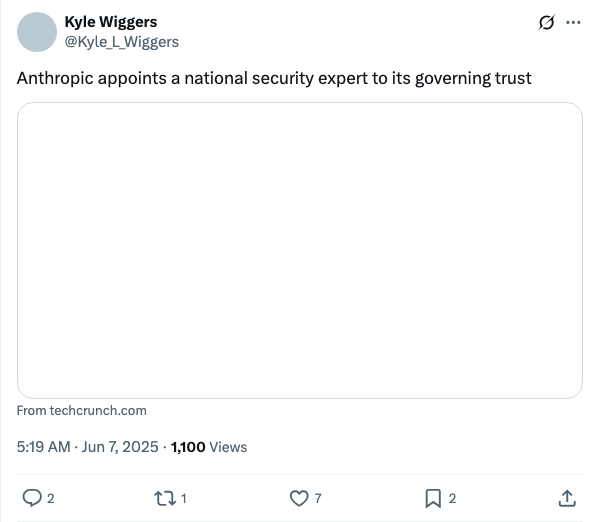 Kyle Wiggers
@Kyle_L_Wiggers
Anthropic appoints a national security expert to its governing trust
From techcrunch.com
5:19 AM · Jun 7, 2025 · 1,100 Views
2 1 7 2